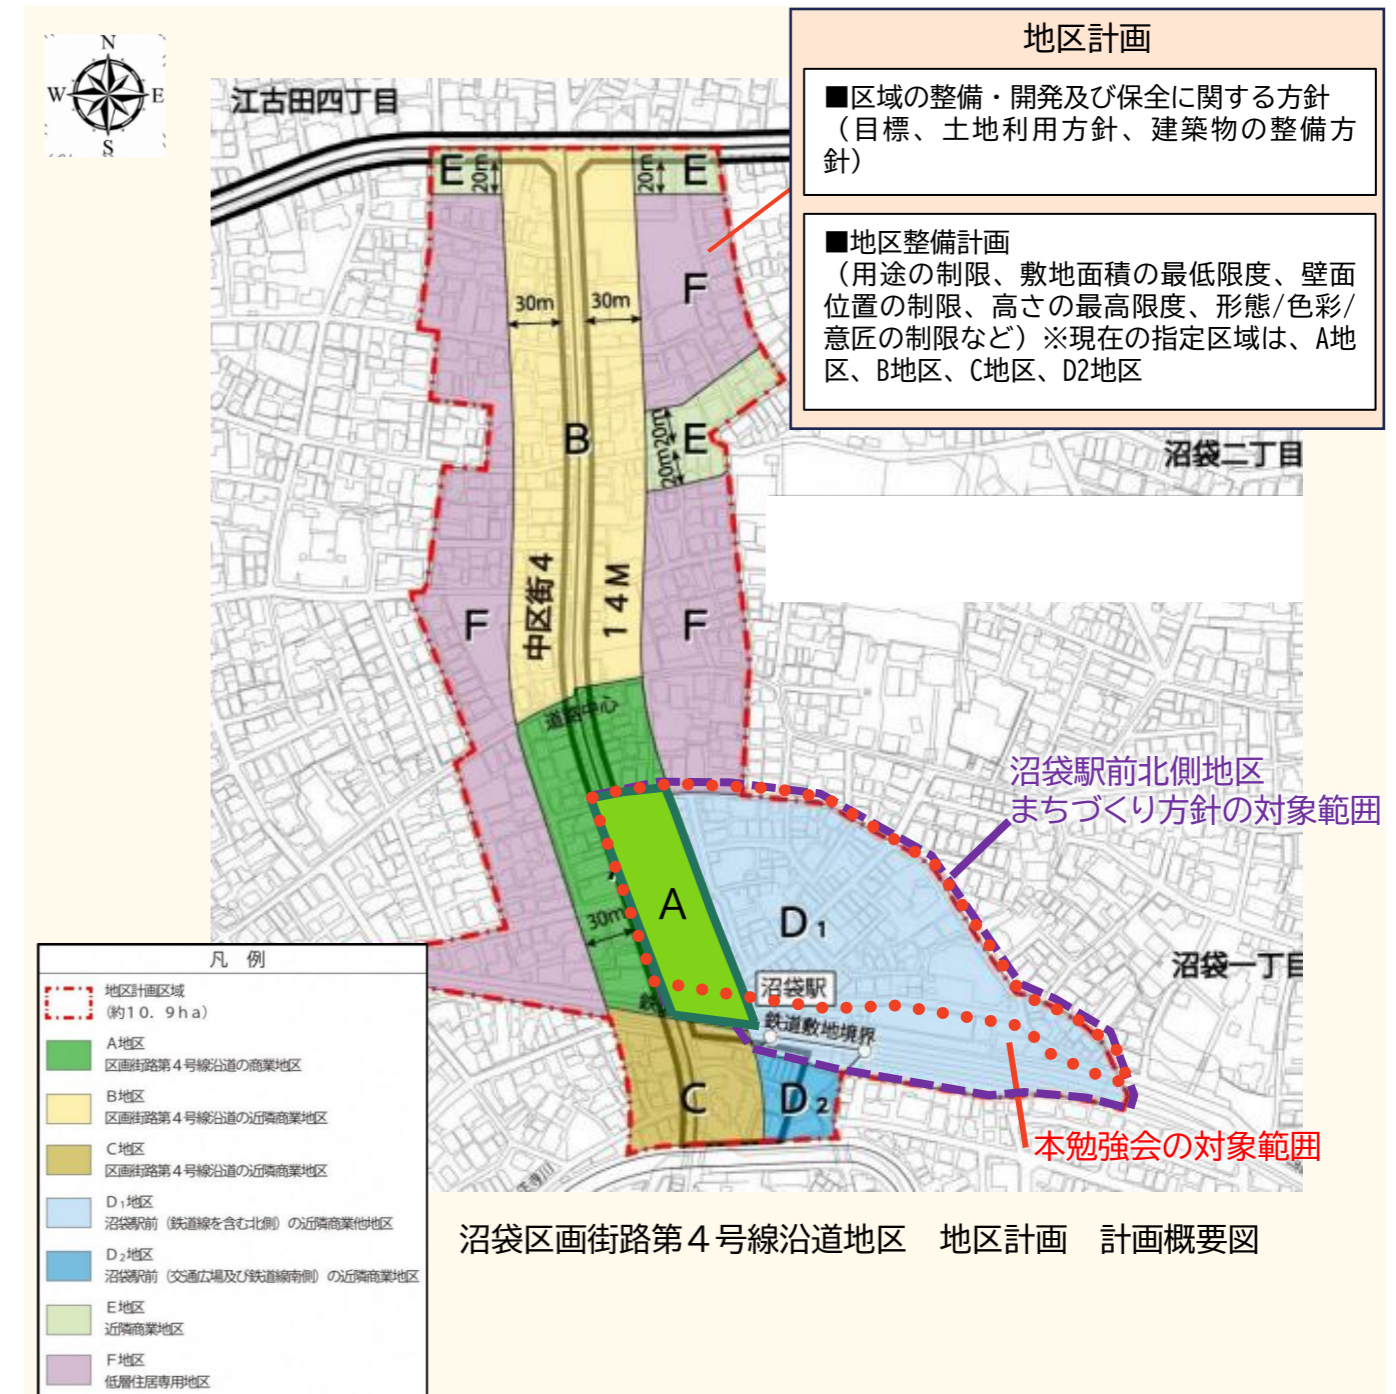 地区計画
■区域の整備・開発及び保全に関する方針
（目標、土地利用方針、建築物の整備方
針）
■地区整備計画
（用途の制限、敷地面積の最低限度、壁面
位置の制限、高さの最高限度、形態/色彩/
意匠の制限など）※現在の指定区域は、A地
区、B地区、C地区、D2地区
N
W
E
S
江古田四丁目
E
20m
20m
E
F
30m
30m
B
20m
20m
E
沼袋二丁目
中区街４
１４Ｍ
F
F
道路中心
沼袋駅前北側地区
まちづくり方針の対象範囲
A
30m
D1
沼袋駅
沼袋一丁目
鉄道敷地境界
C
D2
本勉強会の対象範囲
凡　例
地区計画区域
（約１０．９ｈａ）
Ａ地区
区画街路第４号線沿道の商業地区
Ｂ地区
区画街路第４号線沿道の近隣商業地区
Ｃ地区
区画街路第４号線沿道の近隣商業地区
Ｄ1地区
沼袋駅前（鉄道線を含む北側）の近隣商業他地区
Ｄ2地区
沼袋駅前（交通広場及び鉄道線南側）の近隣商業地区
Ｅ地区
近隣商業地区
Ｆ地区
低層住居専用地区
沼袋区画街路第４号線沿道地区　地区計画　計画概要図